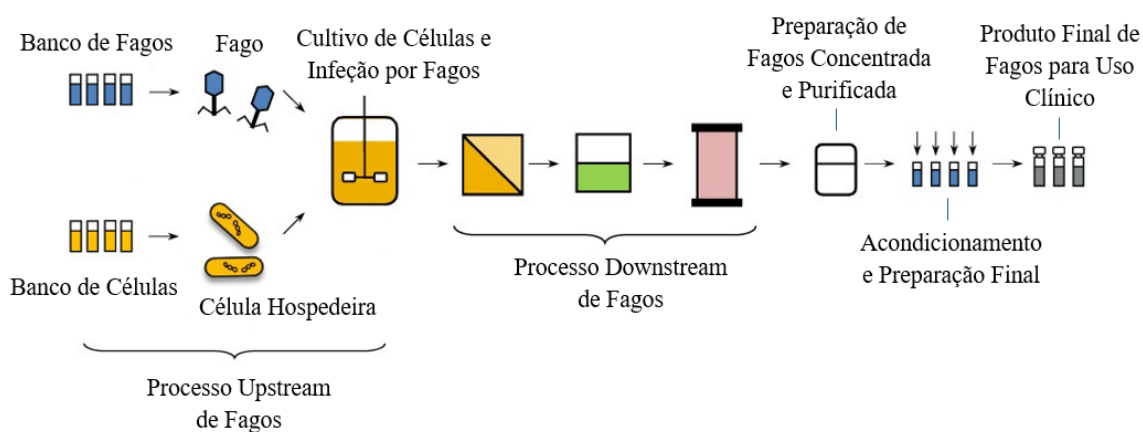 Banco de Fagos
Fago
Cultivo de Células e
Infeção por Fagos
Preparação de
Fagos Concentrada
e Purificada
Produto Final de
Fagos para Uso
Clínico
Banco de Células
Célula Hospedeira
Processo Downstream
de Fagos
Acondicionamento
e Preparação Final
Processo Upstream
de Fagos